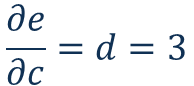 ∂e/∂c = d = 3